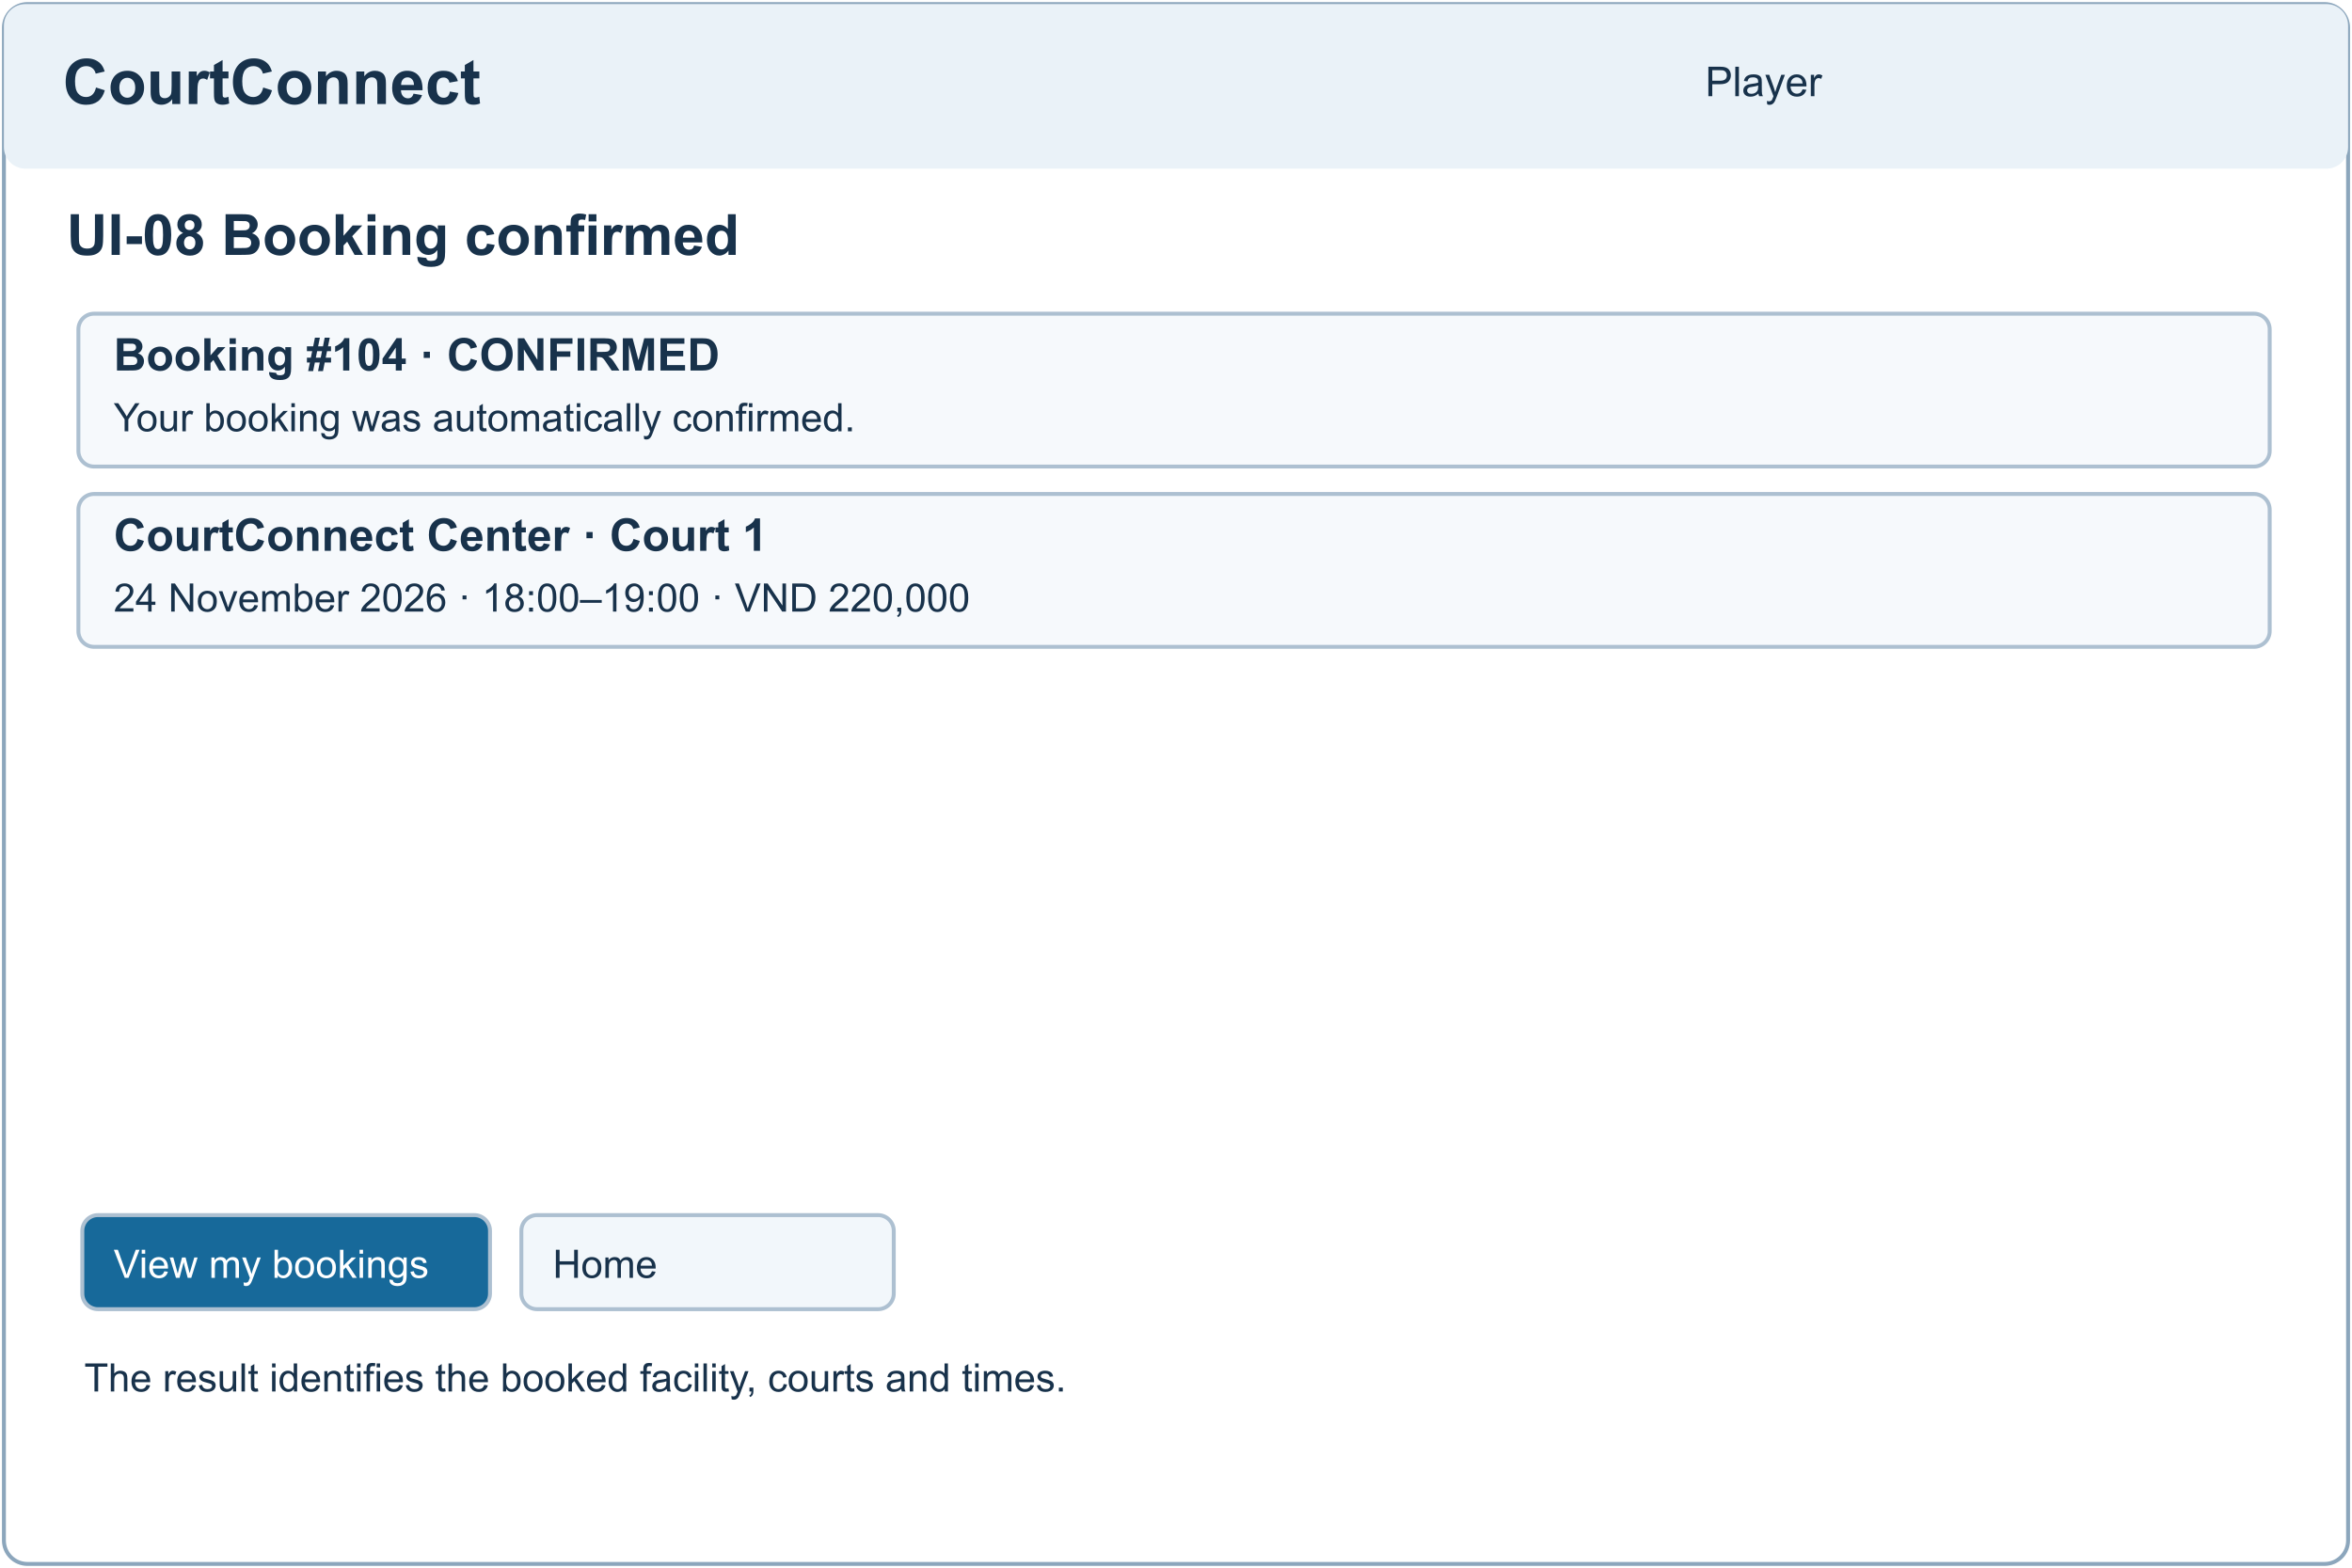 CourtConnect
Player
UI-08 Booking confirmed
Booking #104 · CONFIRMED
Your booking was automatically confirmed.
CourtConnect Center · Court 1
24 November 2026 · 18:00–19:00 · VND 220,000
View my bookings
Home
The result identifies the booked facility, courts and times.